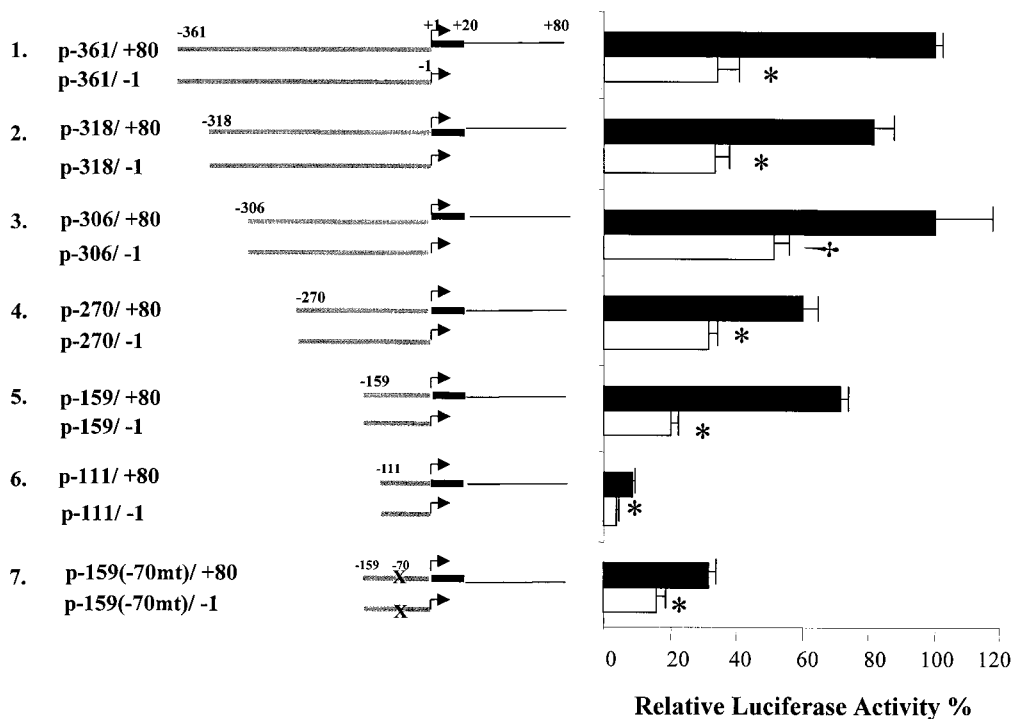 -361 +1 +20 +80
1. p-361/ +80
-1
p-361/ -1 *
-318
2. p-318/ +80
p-318/ -1 *
-306
3. p-306/ +80
p-306/ -1
-270
4. p-270/ +80
p-270/ -1 *
-159
5. p-159/ +80
p-159/ -1 *
-111
6. p-111/ +80
p-111/ -1 *
-159 -70
7. p-159(-70mt)/ +80
X
p-159(-70mt)/ -1 *
X
0 20 40 60 80 100 120
Relative Luciferase Activity %